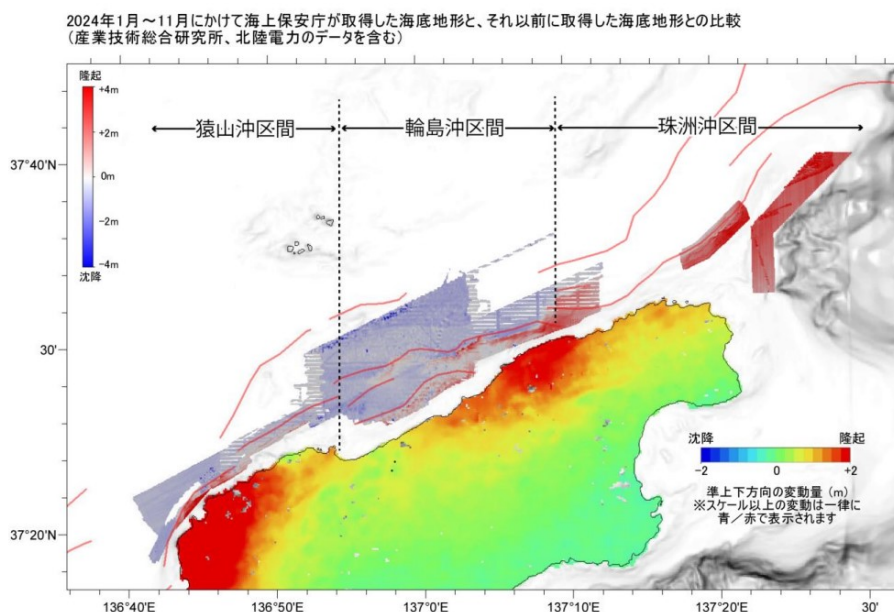 2024年1月～11月にかけて海上保安庁が取得した海底地形と、それ以前に取得した海底地形との比較
（産業技術総合研究所、北陸電力のデータを含む）
隆起
+4m
+2m
0m
-2m
-4m
沈降
猿山沖区間
輪島沖区間
珠洲沖区間
37°40'N
30'
37°20'N
沈降
隆起
-2
0
+2
準上下方向の変動量（m）
※スケール以上の変動は一律に
青／赤で表示されます
136°40'E
136°50'E
137°0'E
137°10'E
137°20'E
30'